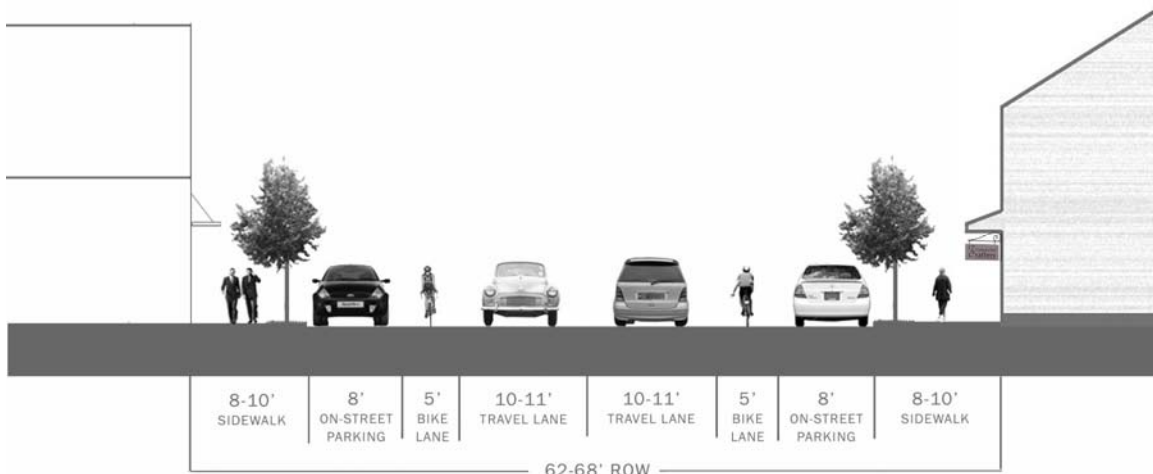 8-10'
SIDEWALK
8'
ON-STREET
PARKING
5'
BIKE
LANE
10-11'
TRAVEL LANE
10-11'
TRAVEL LANE
5'
BIKE
LANE
8'
ON-STREET
PARKING
8-10'
SIDEWALK
62-68' ROW